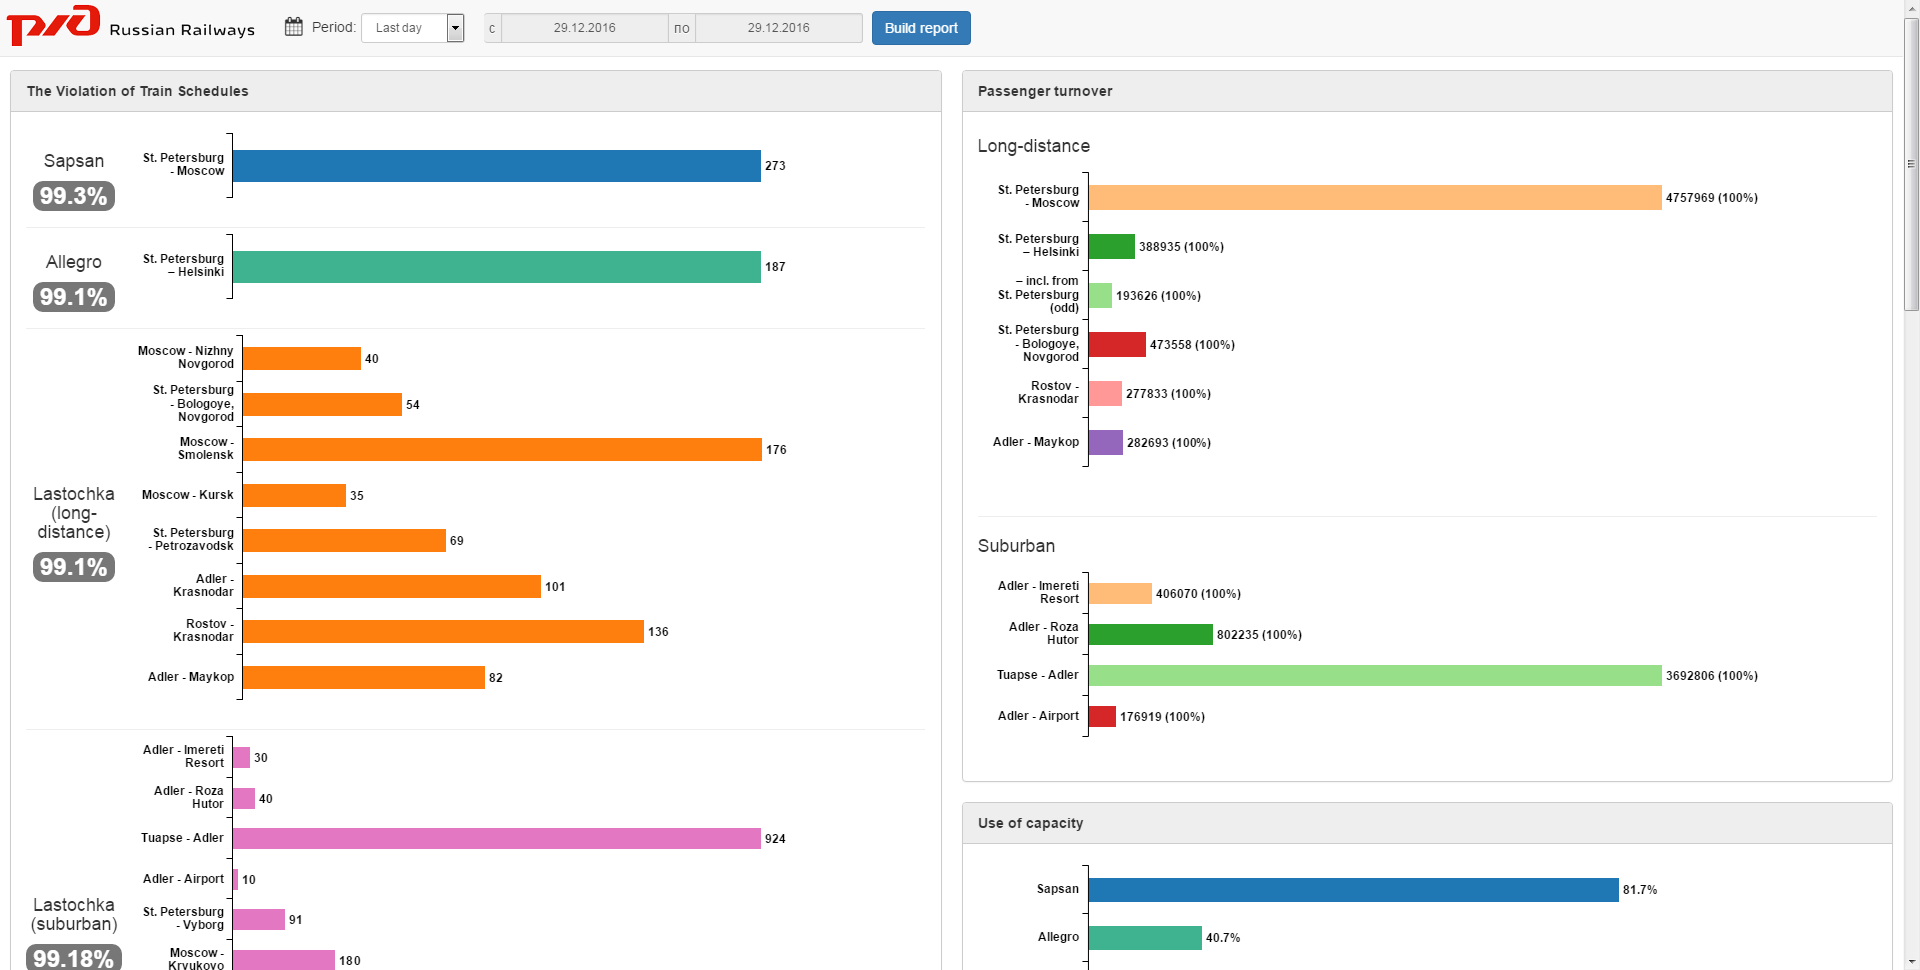 РЖД Russian Railways
Period:
Last day
с
29.12.2016
по
29.12.2016
Build report
The Violation of Train Schedules
Sapsan
99.3%
St. Petersburg
- Moscow
273
Allegro
99.1%
St. Petersburg
– Helsinki
187
Lastochka
(long-
distance)
99.1%
Moscow - Nizhny
Novgorod
40
St. Petersburg
- Bologoye,
Novgorod
54
Moscow -
Smolensk
176
Moscow - Kursk
35
St. Petersburg
- Petrozavodsk
69
Adler -
Krasnodar
101
Rostov -
Krasnodar
136
Adler - Maykop
82
Lastochka
(suburban)
99.18%
Adler - Imereti
Resort
30
Adler - Roza
Hutor
40
Tuapse - Adler
924
Adler - Airport
10
St. Petersburg
- Vyborg
91
Moscow -
Kryukovo
180
Passenger turnover
Long-distance
St. Petersburg
- Moscow
4757969 (100%)
St. Petersburg
– Helsinki
388935 (100%)
– incl. from
St. Petersburg
(odd)
193626 (100%)
St. Petersburg
- Bologoye,
Novgorod
473558 (100%)
Rostov -
Krasnodar
277833 (100%)
Adler - Maykop
282693 (100%)
Suburban
Adler - Imereti
Resort
406070 (100%)
Adler - Roza
Hutor
802235 (100%)
Tuapse - Adler
3692806 (100%)
Adler - Airport
176919 (100%)
Use of capacity
Sapsan
81.7%
Allegro
40.7%